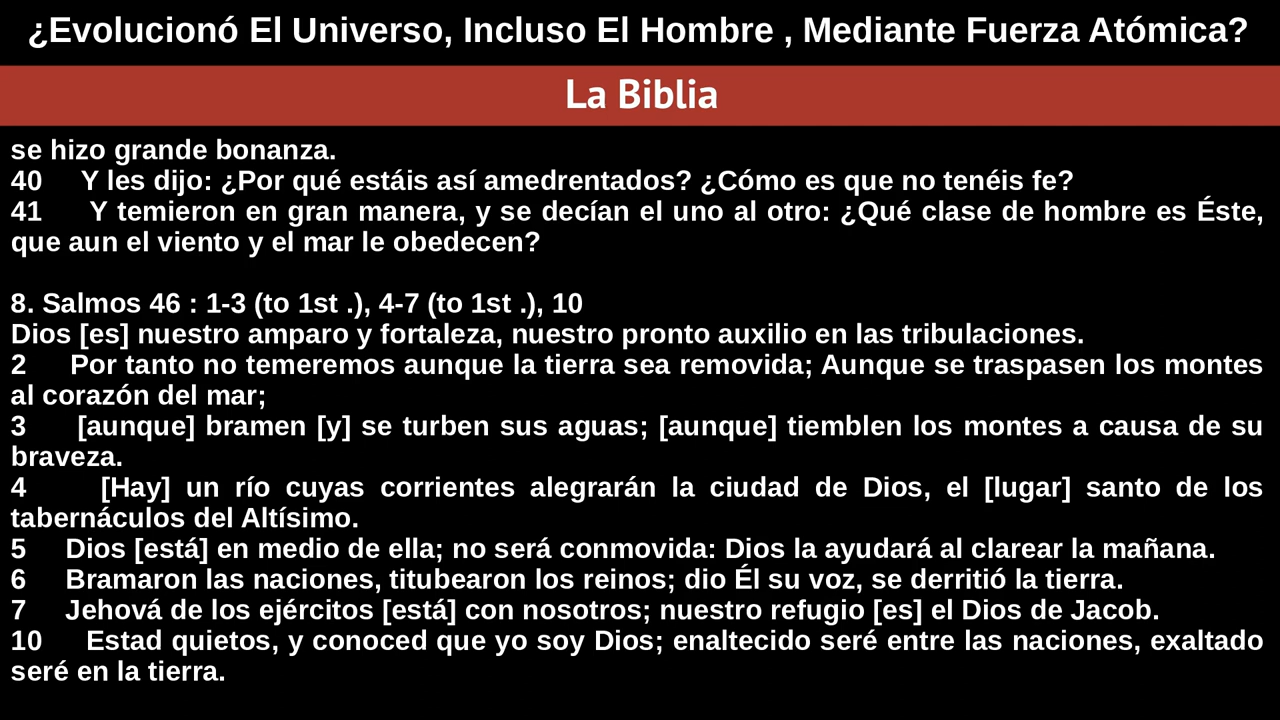 ¿Evolucionó El Universo, Incluso El Hombre , Mediante Fuerza Atómica?
La Biblia
se hizo grande bonanza.
40 Y les dijo: ¿Por qué estáis así amedrentados? ¿Cómo es que no tenéis fe?
41 Y temieron en gran manera, y se decían el uno al otro: ¿Qué clase de hombre es Éste,
que aun el viento y el mar le obedecen?
8. Salmos 46 : 1-3 (to 1st .), 4-7 (to 1st .), 10
Dios [es] nuestro amparo y fortaleza, nuestro pronto auxilio en las tribulaciones.
2 Por tanto no temeremos aunque la tierra sea removida; Aunque se traspasen los montes
al corazón del mar;
3 [aunque] bramen [y] se turben sus aguas; [aunque] tiemblen los montes a causa de su
braveza.
4 [Hay] un río cuyas corrientes alegrarán la ciudad de Dios, el [lugar] santo de los
tabernáculos del Altísimo.
5 Dios [está] en medio de ella; no será conmovida: Dios la ayudará al clarear la mañana.
6 Bramaron las naciones, titubearon los reinos; dio Él su voz, se derritió la tierra.
7 Jehová de los ejércitos [está] con nosotros; nuestro refugio [es] el Dios de Jacob.
10 Estad quietos, y conoced que yo soy Dios; enaltecido seré entre las naciones, exaltado
seré en la tierra.